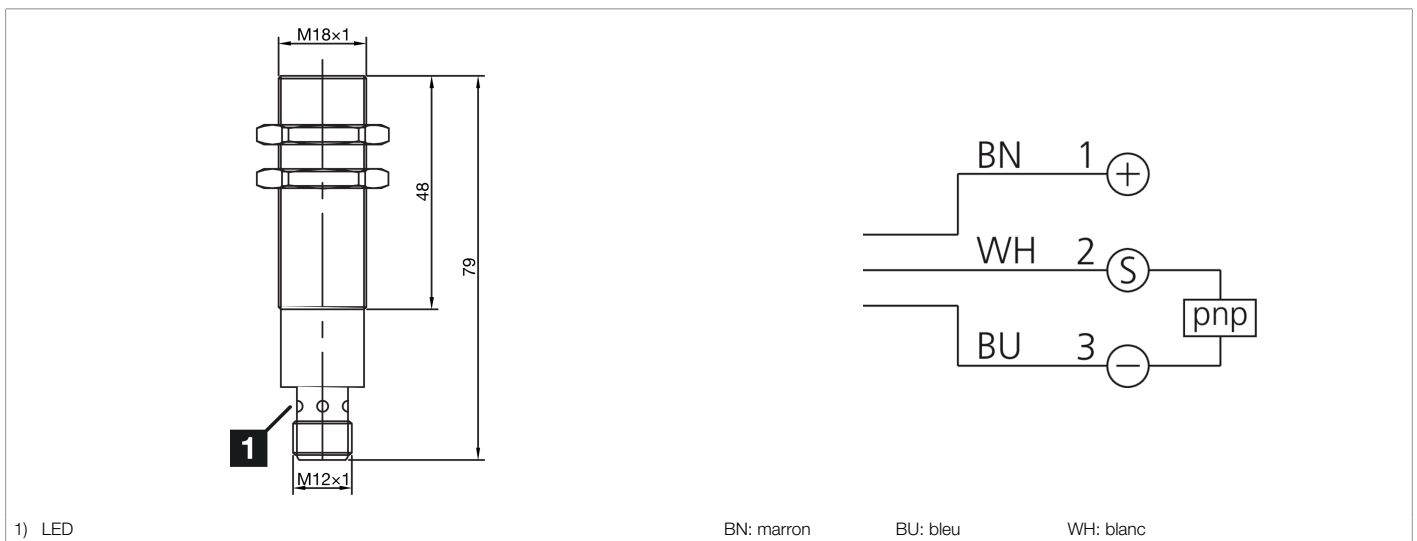 M18×1
48
79
1
M12×1
BN 1 +
WH 2 S
pnp
BU 3 −
1) LED
BN: marron BU: bleu WH: blanc